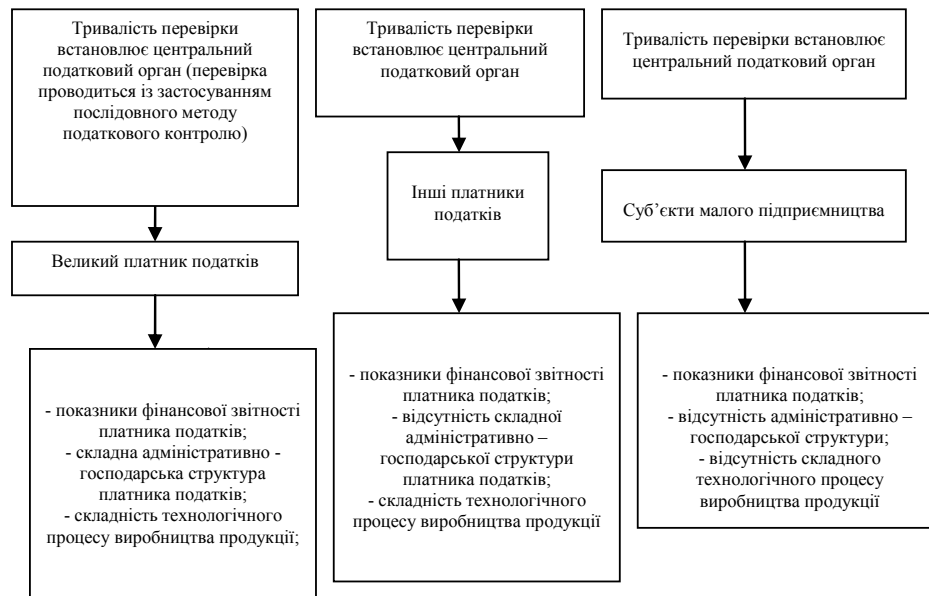 Тривалість перевірки
встановлює центральний
податковий орган (перевірка
проводиться із застосуванням
послідовного методу
податкового контролю)
Великий платник податків
- показники фінансової звітності
платника податків;
- складна адміністративно -
господарська структура
платника податків;
- складність технологічного
процесу виробництва продукції;
Тривалість перевірки
встановлює центральний
податковий орган
Інші платники
податків
- показники фінансової звітності
платника податків;
- відсутність складної
адміністративно –
господарської структури
платника податків;
- складність технологічного
процесу виробництва продукції
Тривалість перевірки встановлює
центральний податковий орган
Суб’єкти малого підприємництва
- показники фінансової звітності
платника податків;
- відсутність адміністративно –
господарської структури;
- відсутність складного
технологічного процесу
виробництва продукції